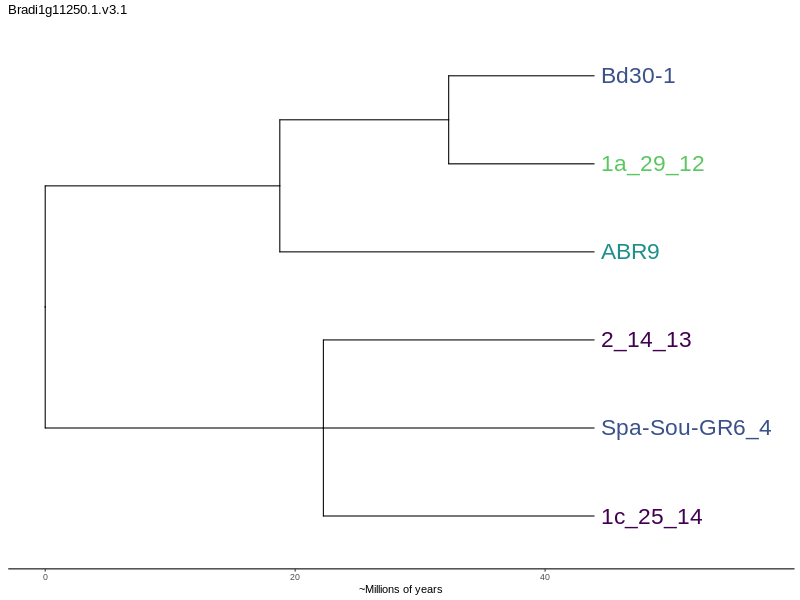 Bradi1g11250.1.v3.1
Bd30-1
1a_29_12
ABR9
2_14_13
Spa-Sou-GR6_4
1c_25_14
0 20 40
~Millions of years